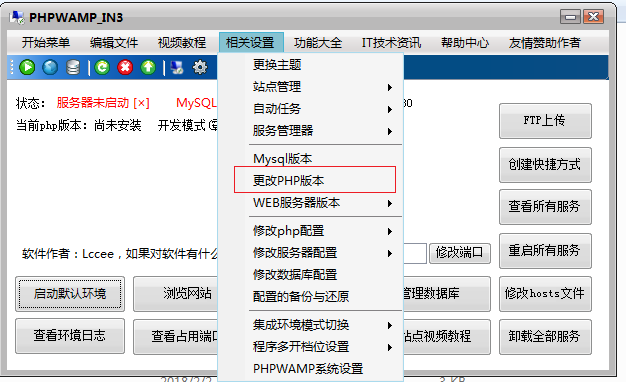 PHPWAMP_IN3
开始菜单 编辑文件 视频教程 相关设置 功能大全 IT技术资讯 帮助中心 友情赞助作者
更换主题
站点管理
自动任务
服务管理器
Mysql版本
更改PHP版本
WEB服务器版本
修改php配置
修改服务器配置
修改数据库配置
配置的备份与还原
集成环境模式切换
程序多开档位设置
PHPWAMP系统设置
状态: 服务器未启动 [×] MySQL 80
当前php版本: 尚未安装 开发模式(
软件作者: Lccee, 如果对软件有什么 修改端口
FTP上传
创建快捷方式
查看所有服务
重启所有服务
启动默认环境 浏览网站 管理数据库 修改hosts文件
查看环境日志 查看占用端口 站点视频教程 卸载全部服务
2018/2/2 3 KB